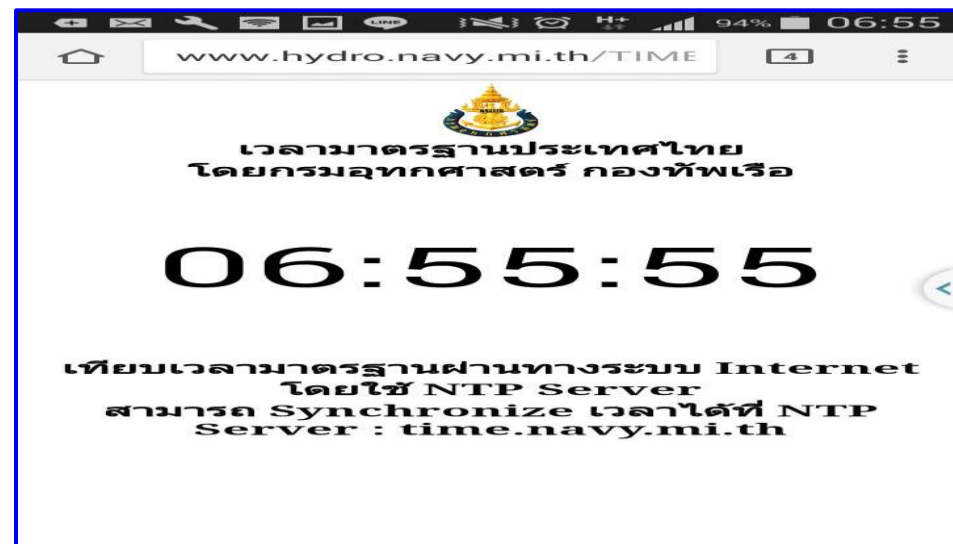 LINE H+ 94% 06:55
www.hydro.navy.mi.th/TIME 4
เวลามาตรฐานประเทศไทย
โดยกรมอุทกศาสตร์ กองทัพเรือ
06:55:55
เทียบเวลามาตรฐานผ่านทางระบบ Internet
โดยใช้ NTP Server
สามารถ Synchronize เวลาได้ที่ NTP
Server : time.navy.mi.th